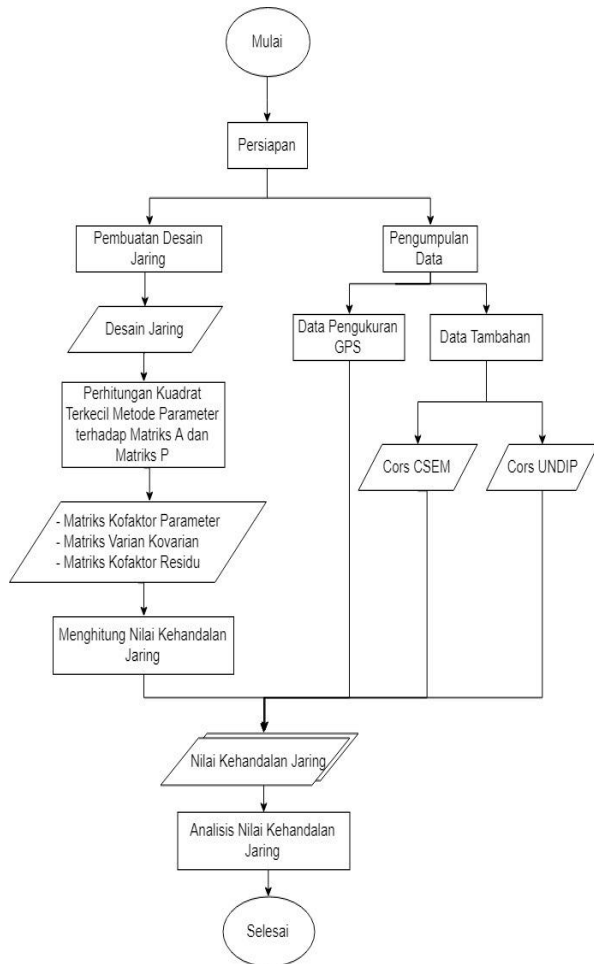 Mulai
Persiapan
Pembuatan Desain
Jaring
Pengumpulan
Data
Desain Jaring
Data Pengukuran
GPS
Data Tambahan
Perhitungan Kuadrat
Terkecil Metode Parameter
terhadap Matriks A dan
Matriks P
Cors CSEM
Cors UNDIP
- Matriks Kofaktor Parameter
- Matriks Varian Kovarian
- Matriks Kofaktor Residu
Menghitung Nilai Kehandalan
Jaring
Nilai Kehandalan Jaring
Analisis Nilai Kehandalan
Jaring
Selesai